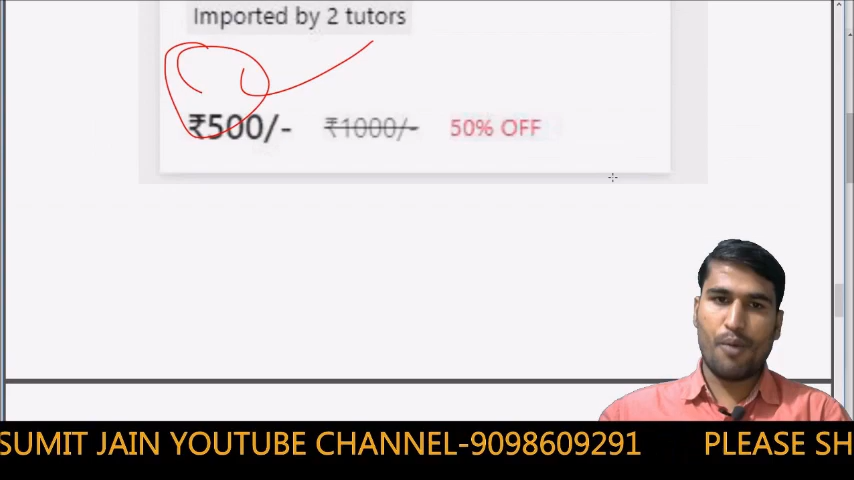 Imported by 2 tutors
₹500/- ₹1000/- 50% OFF
SUMIT JAIN YOUTUBE CHANNEL-9098609291 PLEASE SH